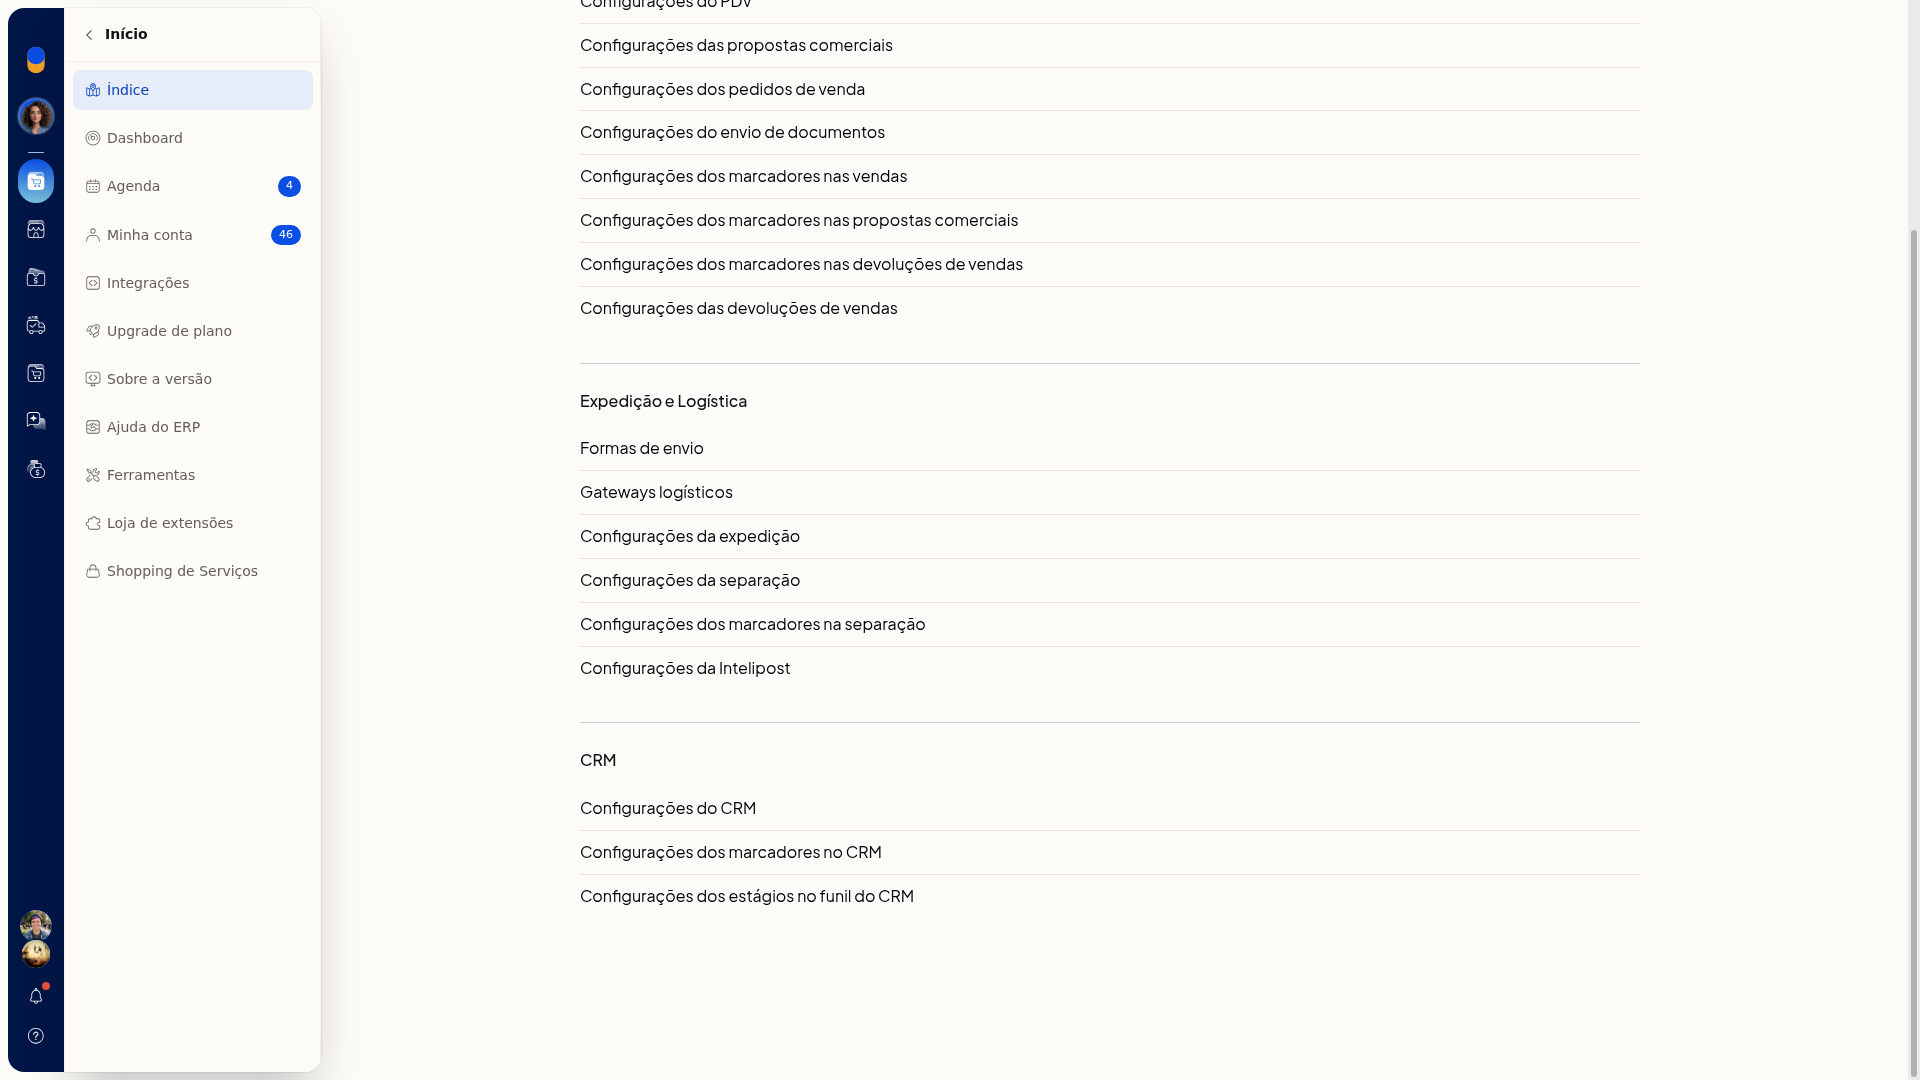 Início
Índice
Dashboard
Agenda 4
Minha conta 46
Integrações
Upgrade de plano
Sobre a versão
Ajuda do ERP
Ferramentas
Loja de extensões
Shopping de Serviços
Configurações do PDV
Configurações das propostas comerciais
Configurações dos pedidos de venda
Configurações do envio de documentos
Configurações dos marcadores nas vendas
Configurações dos marcadores nas propostas comerciais
Configurações dos marcadores nas devoluções de vendas
Configurações das devoluções de vendas
Expedição e Logística
Formas de envio
Gateways logísticos
Configurações da expedição
Configurações da separação
Configurações dos marcadores na separação
Configurações da Intelipost
CRM
Configurações do CRM
Configurações dos marcadores no CRM
Configurações dos estágios no funil do CRM